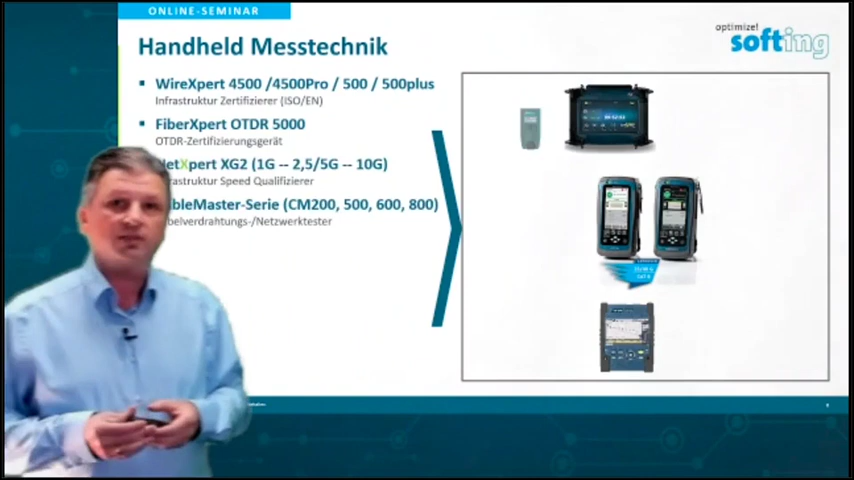 ONLINE-SEMINAR
Handheld Messtechnik
optimize!
softing
WireXpert 4500 /4500Pro / 500 / 500plus
Infrastruktur Zertifizierer (ISO/EN)
FiberXpert OTDR 5000
OTDR-Zertifizierungsgerät
etXpert XG2 (1G -- 2,5/5G -- 10G)
rastruktur Speed Qualifizierer
bleMaster-Serie (CM200, 500, 600, 800)
belverdrahtungs-/Netzwerktester